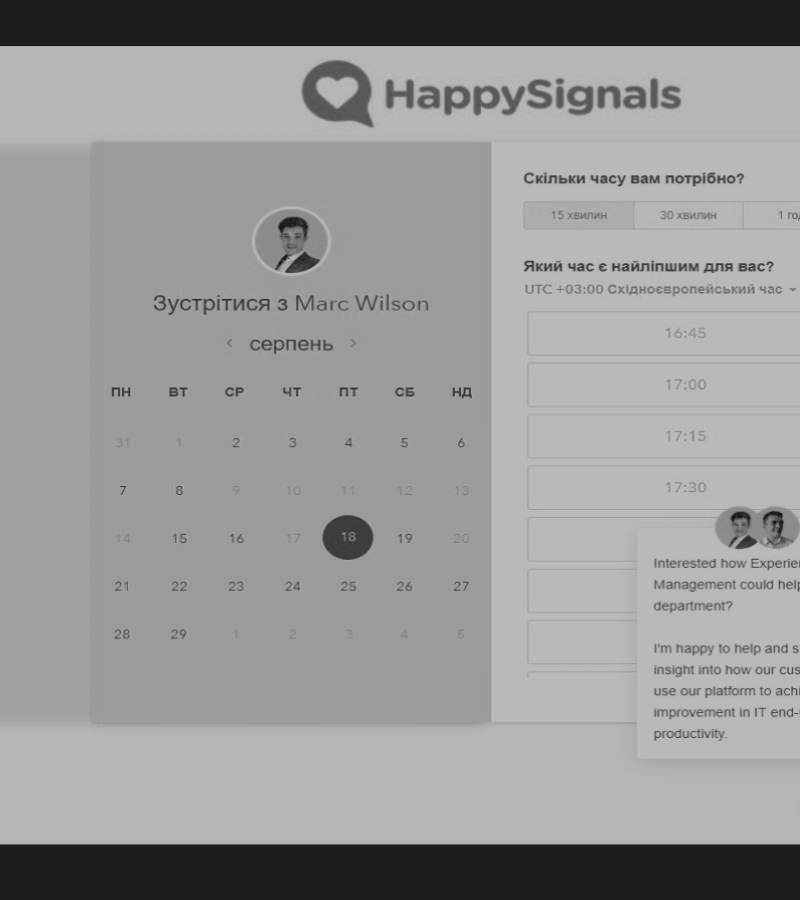 HappySignals
Зустрітися з Marc Wilson
серпень
ПН ВТ СР ЧТ ПТ СБ НД
31 1 2 3 4 5 6
7 8 9 10 11 12 13
14 15 16 17 18 19 20
21 22 23 24 25 26 27
28 29 1 2 3 4 5
Скільки часу вам потрібно?
15 хвилин 30 хвилин 1 го
Який час є найліпшим для вас?
UTC +03:00 Східноєвропейський час
16:45
17:00
17:15
17:30
Interested how Experie
Management could help
department?
I'm happy to help and s
insight into how our cus
use our platform to achi
improvement in IT end-
productivity.